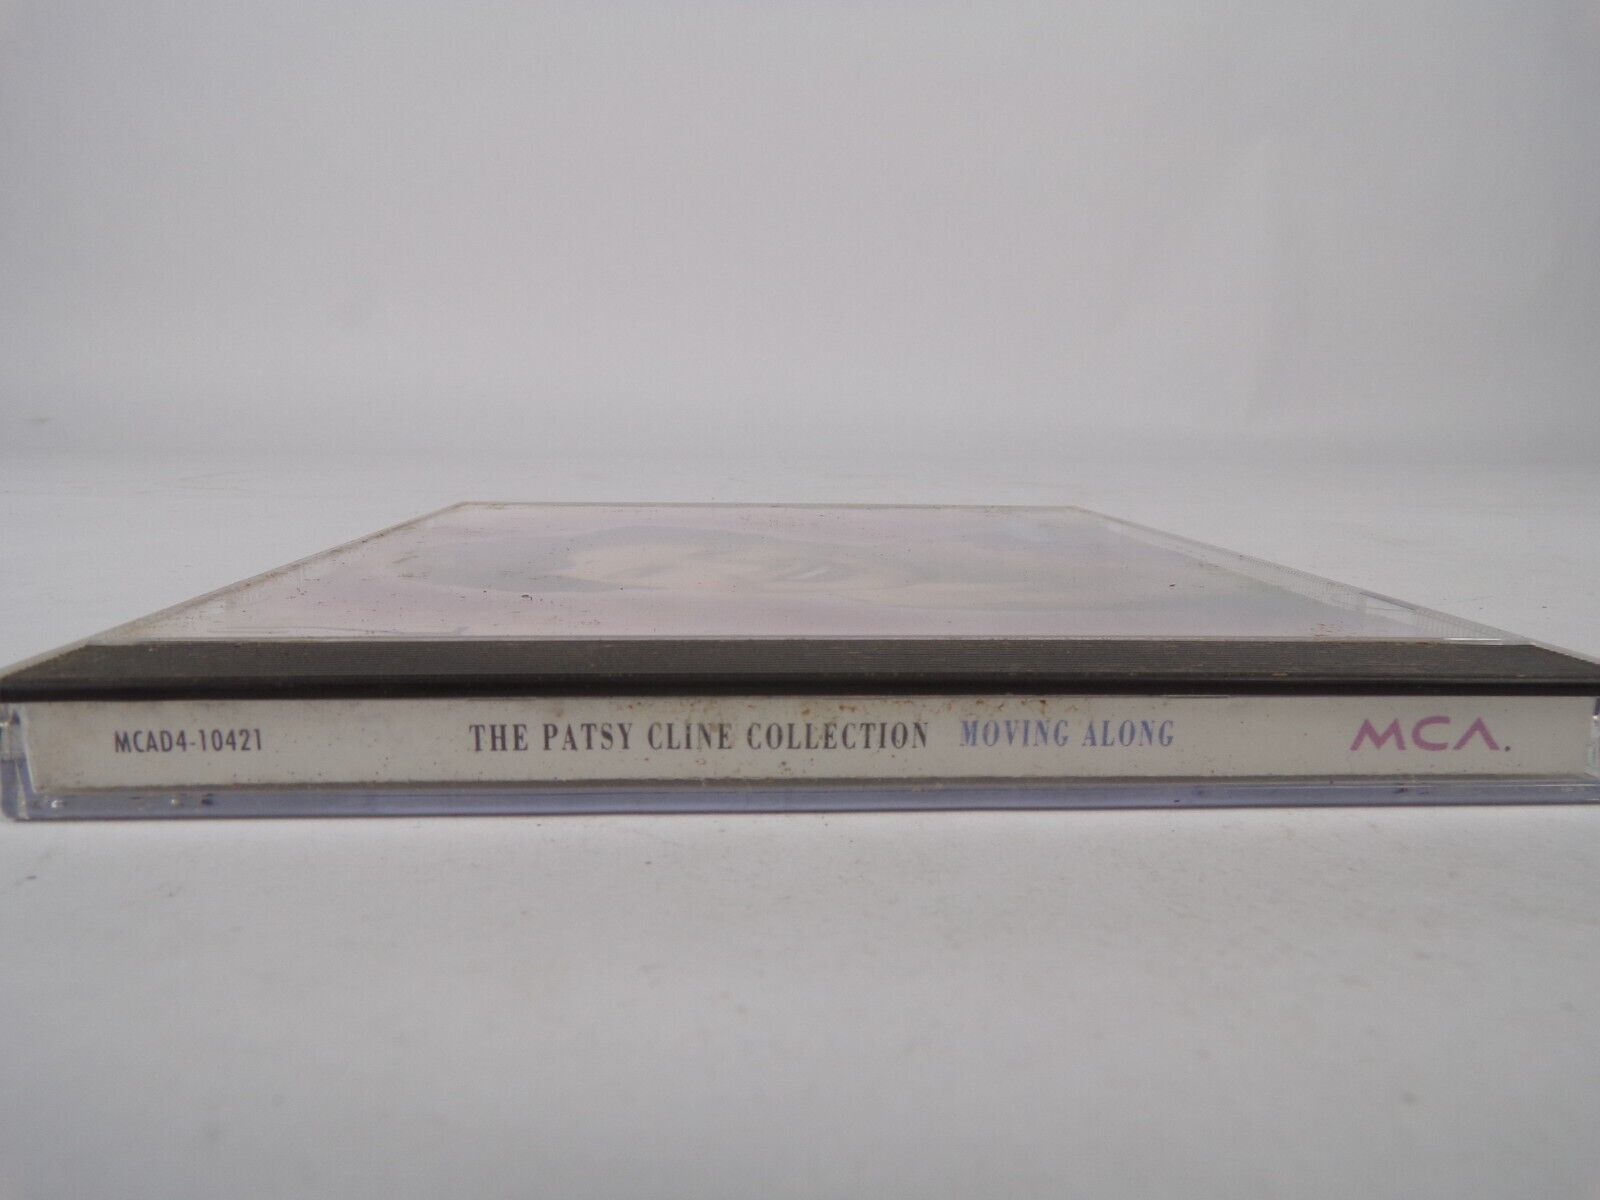 MCAD4-10421 THE PATSY CLINE COLLECTION MOVING ALONG MCA.